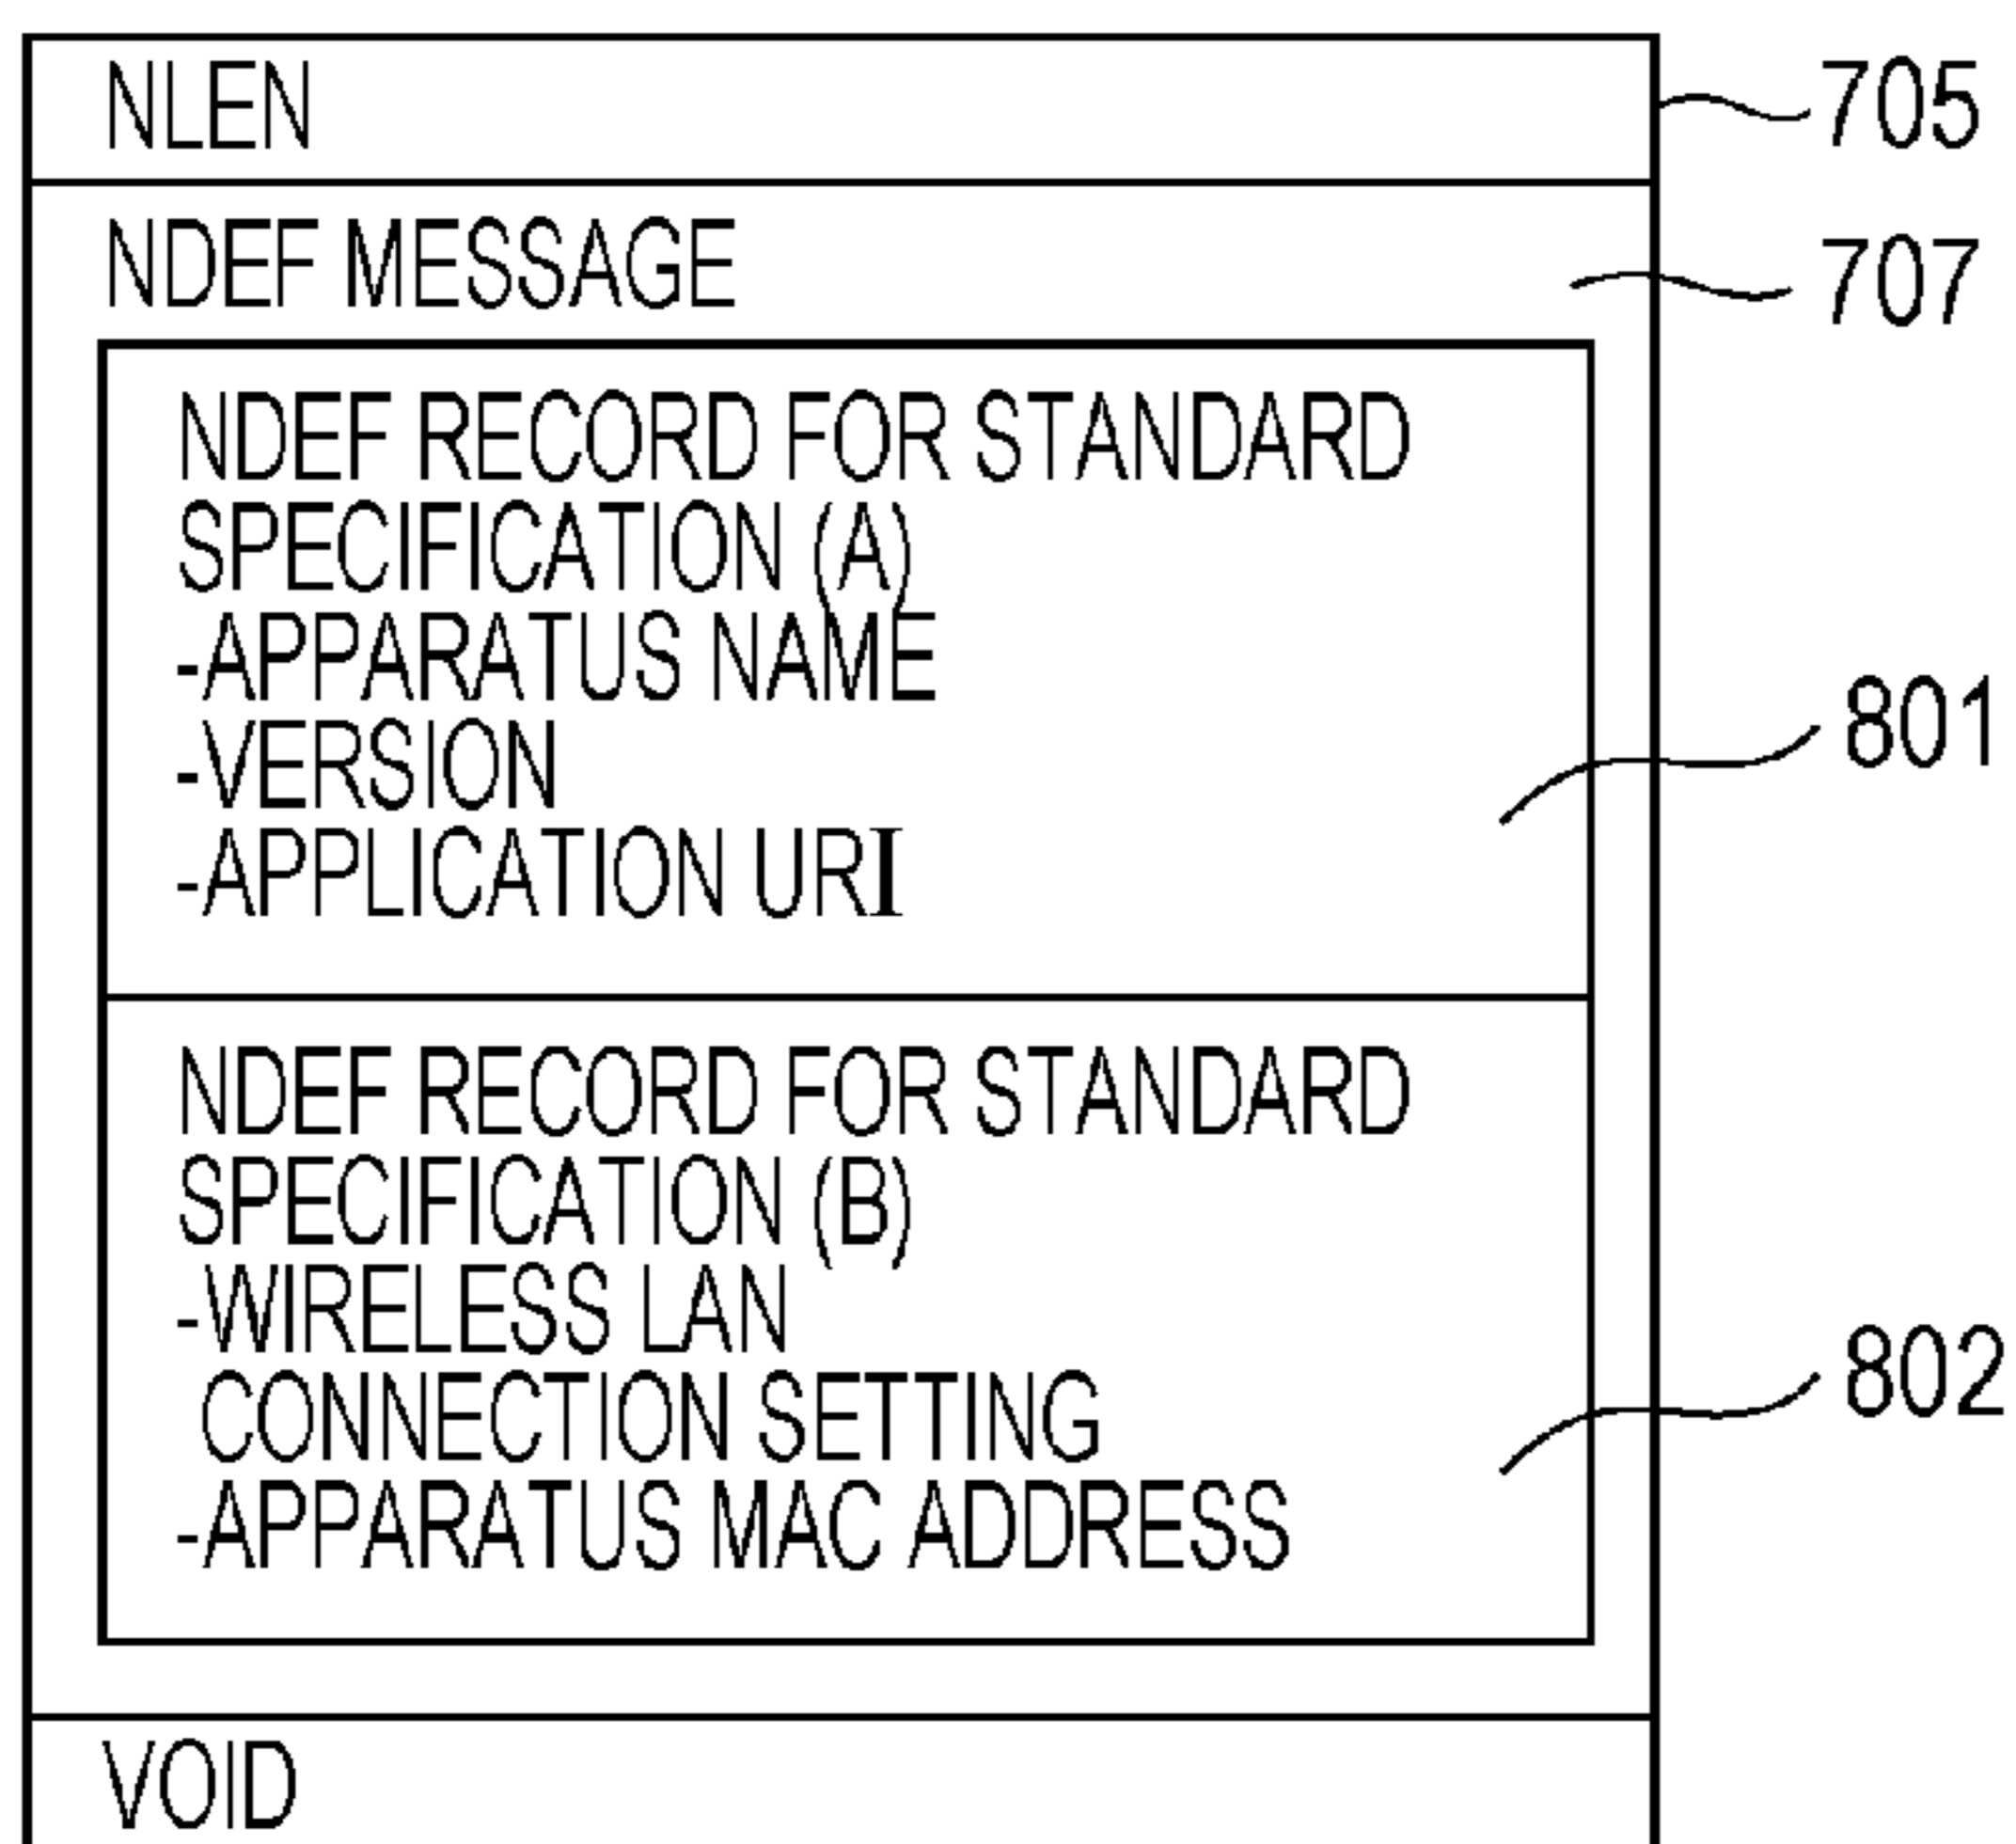 NLEN
705
NDEF MESSAGE
707
NDEF RECORD FOR STANDARD
SPECIFICATION (A)
-APPARATUS NAME
-VERSION
-APPLICATION URI
801
NDEF RECORD FOR STANDARD
SPECIFICATION (B)
-WIRELESS LAN
CONNECTION SETTING
-APPARATUS MAC ADDRESS
802
VOID